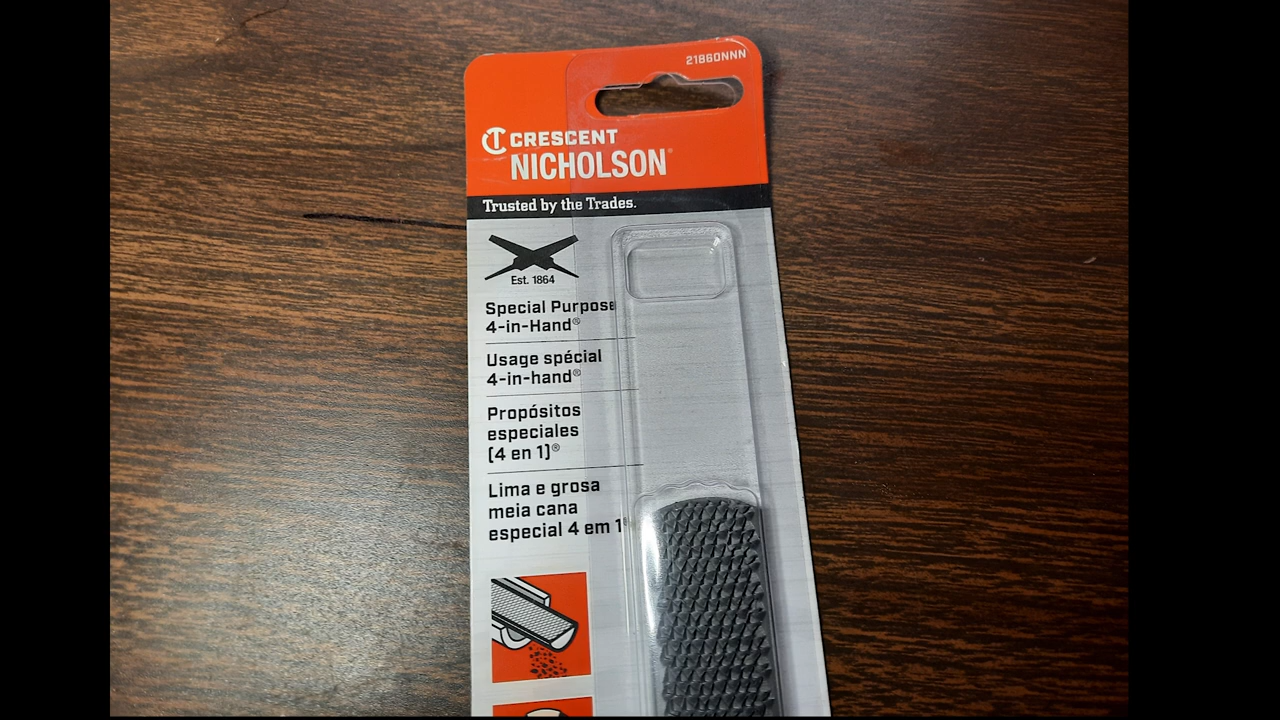 21860NNN
CRESCENT
NICHOLSON®
Trusted by the Trades.
Est. 1864
Special Purpose
4-in-Hand®
Usage spécial
4-in-hand®
Propósitos
especiales
(4 en 1)®
Lima e grosa
meia cana
especial 4 em 1®